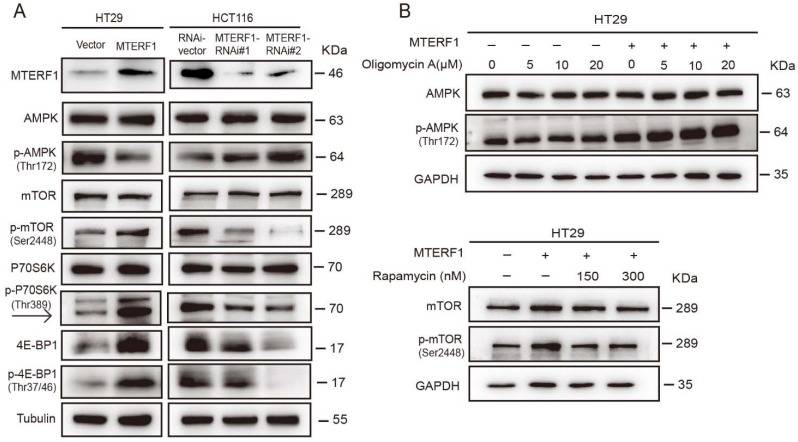 A
HT29 HCT116
Vector MTERF1 RNAi-vector MTERF1-RNAi#1 MTERF1-RNAi#2 KDa
MTERF1 46
AMPK 63
p-AMPK 64
(Thr172)
mTOR 289
p-mTOR 289
(Ser2448)
P70S6K 70
p-P70S6K
(Thr389) 70
4E-BP1 17
p-4E-BP1 17
(Thr37/46)
Tubulin 55
B
HT29
MTERF1 – – – – + + + +
Oligomycin A(μM) 0 5 10 20 0 5 10 20 KDa
AMPK 63
p-AMPK 64
(Thr172)
GAPDH 35
HT29
MTERF1 – + + +
Rapamycin (nM) – – 150 300 KDa
mTOR 289
p-mTOR 289
(Ser2448)
GAPDH 35